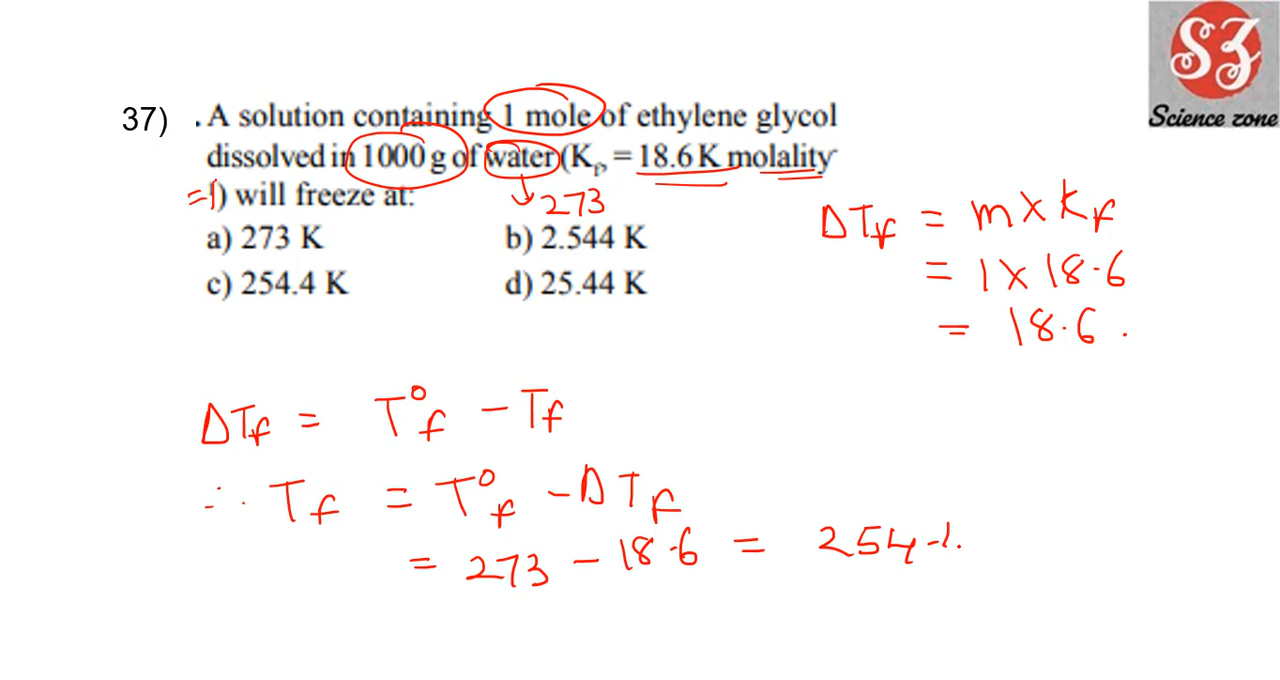 SZ
Science zone
37) . A solution containing 1 mole of ethylene glycol
dissolved in 1000 g of water (Kp = 18.6 K molality
=1) will freeze at:
273
a) 273 K b) 2.544 K
c) 254.4 K d) 25.44 K
ΔTf = m x Kf
= 1 x 18.6
= 18.6 .
ΔTf = T°f - Tf
∴ Tf = T°f - ΔTf
= 273 - 18.6 = 254